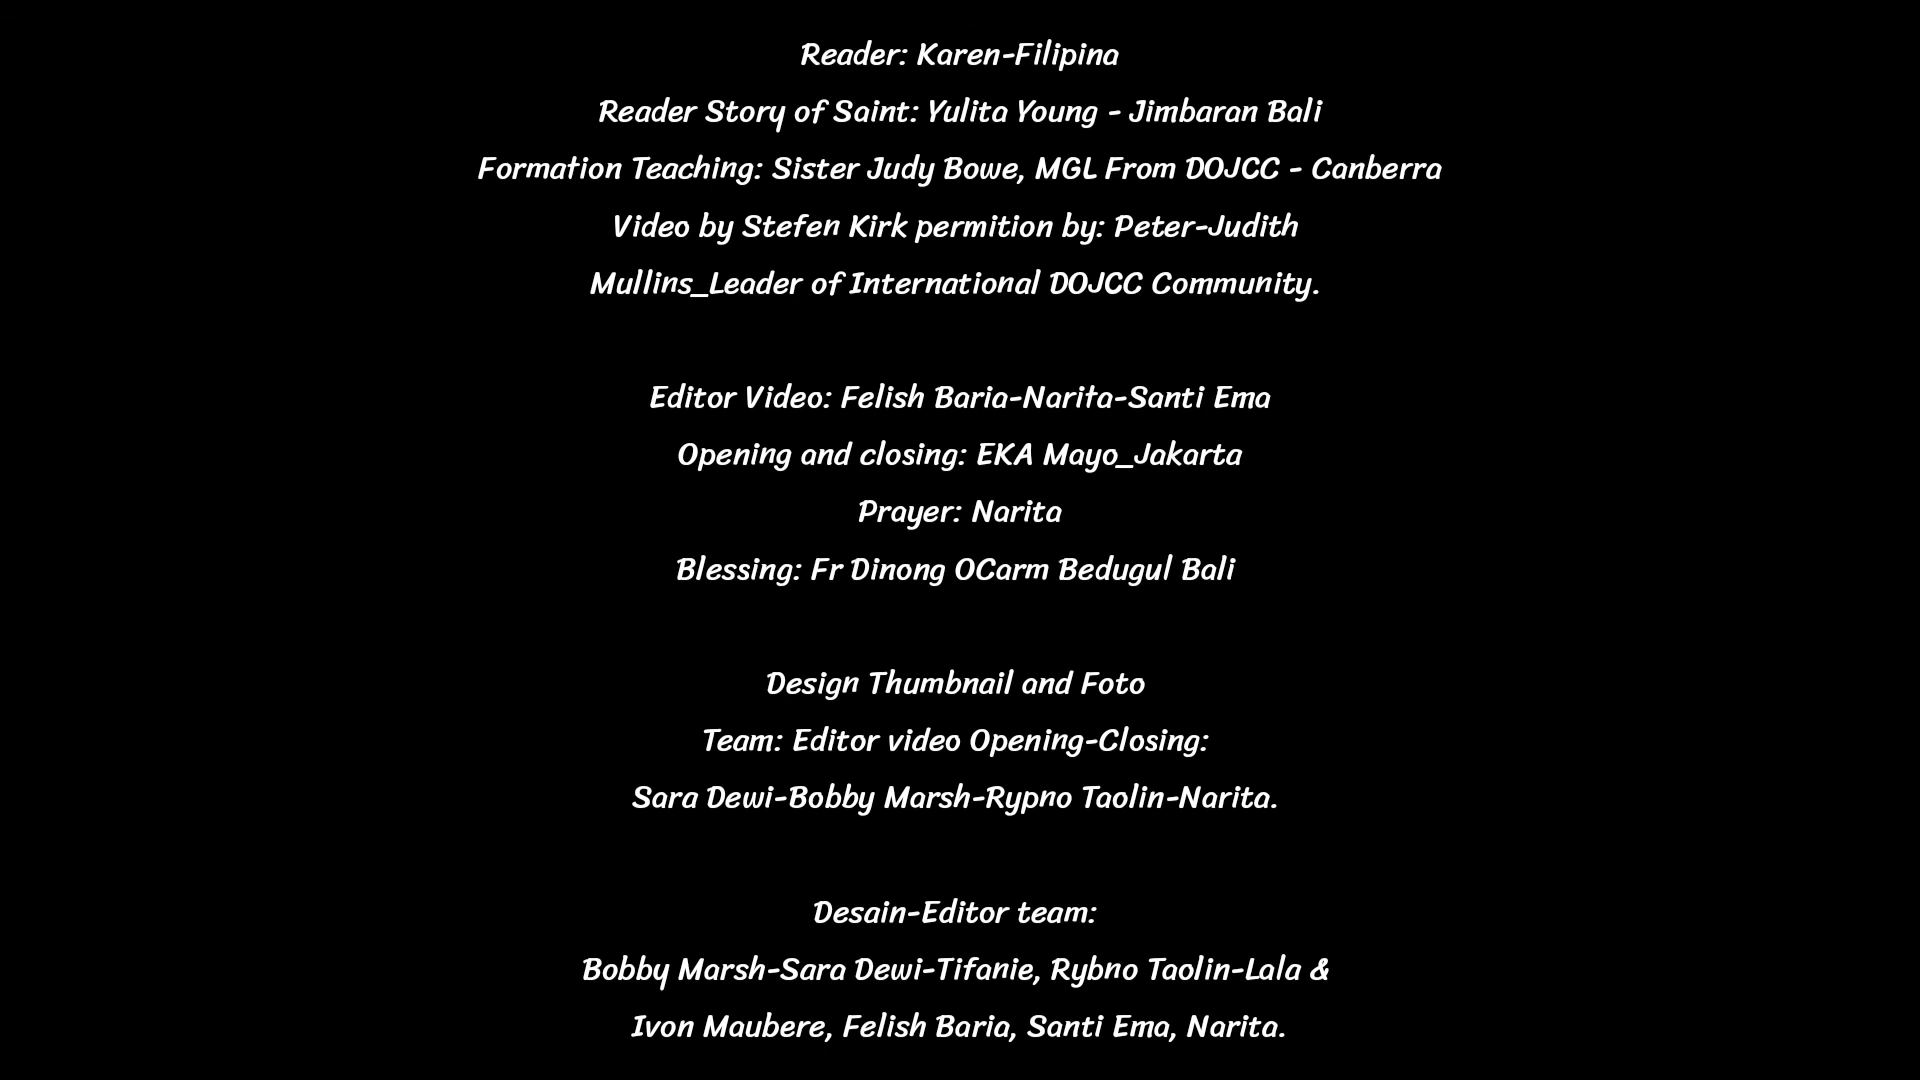 Reader: Karen-Filipina
Reader Story of Saint: Yulita Young - Jimbaran Bali
Formation Teaching: Sister Judy Bowe, MGL From DOJCC - Canberra
Video by Stefen Kirk permition by: Peter-Judith
Mullins_Leader of International DOJCC Community.
Editor Video: Felish Baria-Narita-Santi Ema
Opening and closing: EKA Mayo_Jakarta
Prayer: Narita
Blessing: Fr Dinong OCarm Bedugul Bali
Design Thumbnail and Foto
Team: Editor video Opening-Closing:
Sara Dewi-Bobby Marsh-Rypno Taolin-Narita.
Desain-Editor team:
Bobby Marsh-Sara Dewi-Tifanie, Rybno Taolin-Lala &
Ivon Maubere, Felish Baria, Santi Ema, Narita.